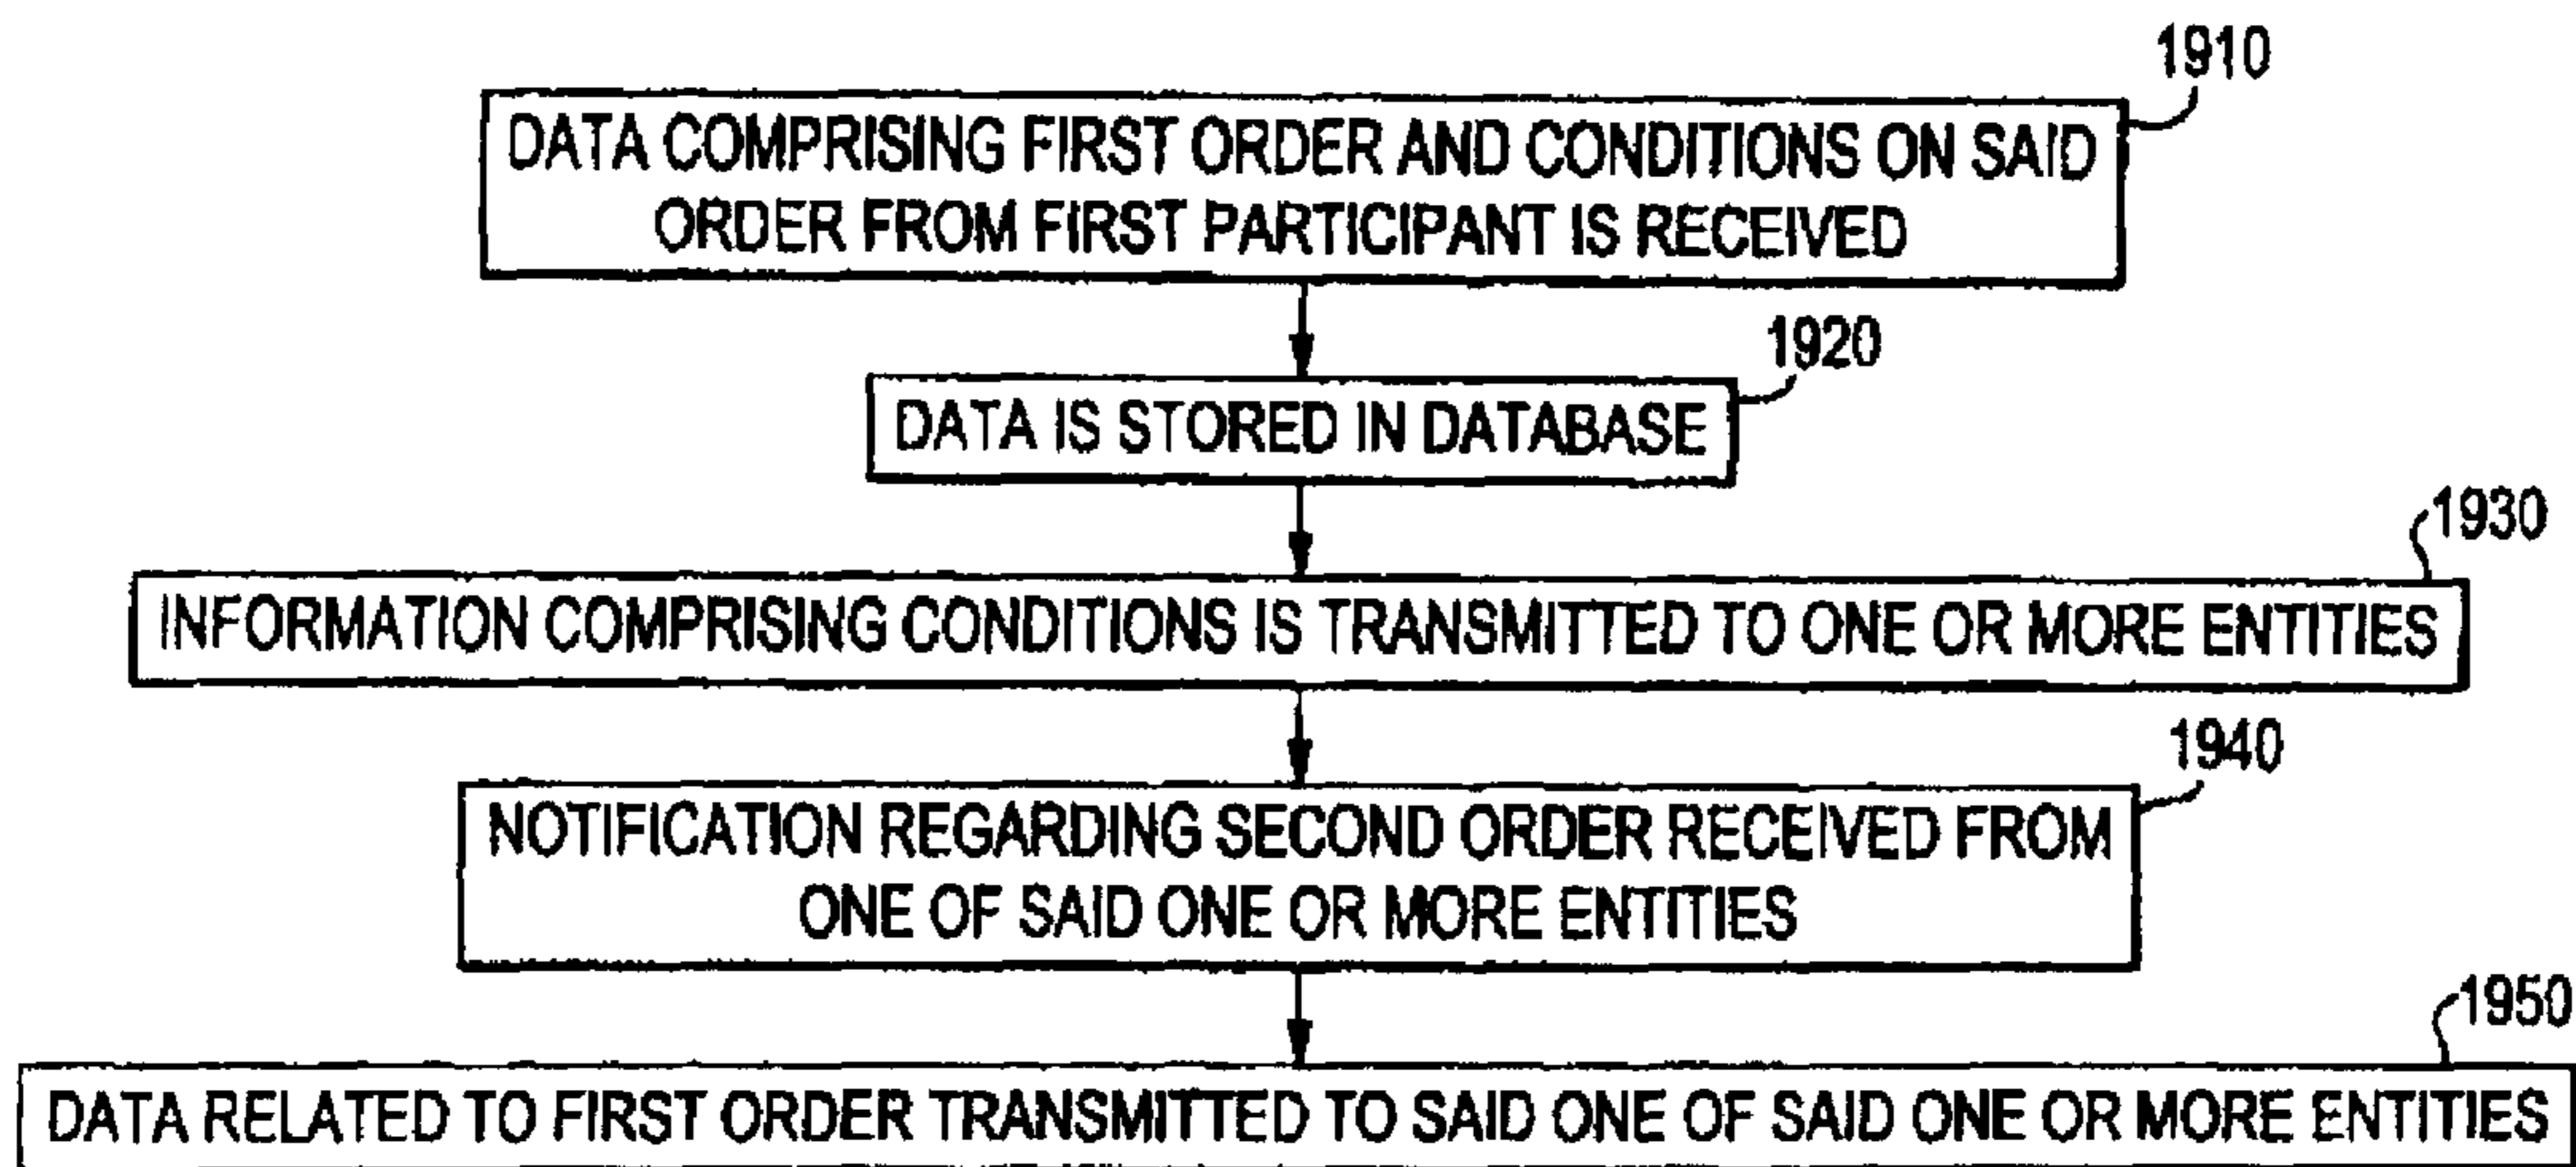 1910
DATA COMPRISING FIRST ORDER AND CONDITIONS ON SAID
ORDER FROM FIRST PARTICIPANT IS RECEIVED
1920
DATA IS STORED IN DATABASE
1930
INFORMATION COMPRISING CONDITIONS IS TRANSMITTED TO ONE OR MORE ENTITIES
1940
NOTIFICATION REGARDING SECOND ORDER RECEIVED FROM
ONE OF SAID ONE OR MORE ENTITIES
1950
DATA RELATED TO FIRST ORDER TRANSMITTED TO SAID ONE OF SAID ONE OR MORE ENTITIES